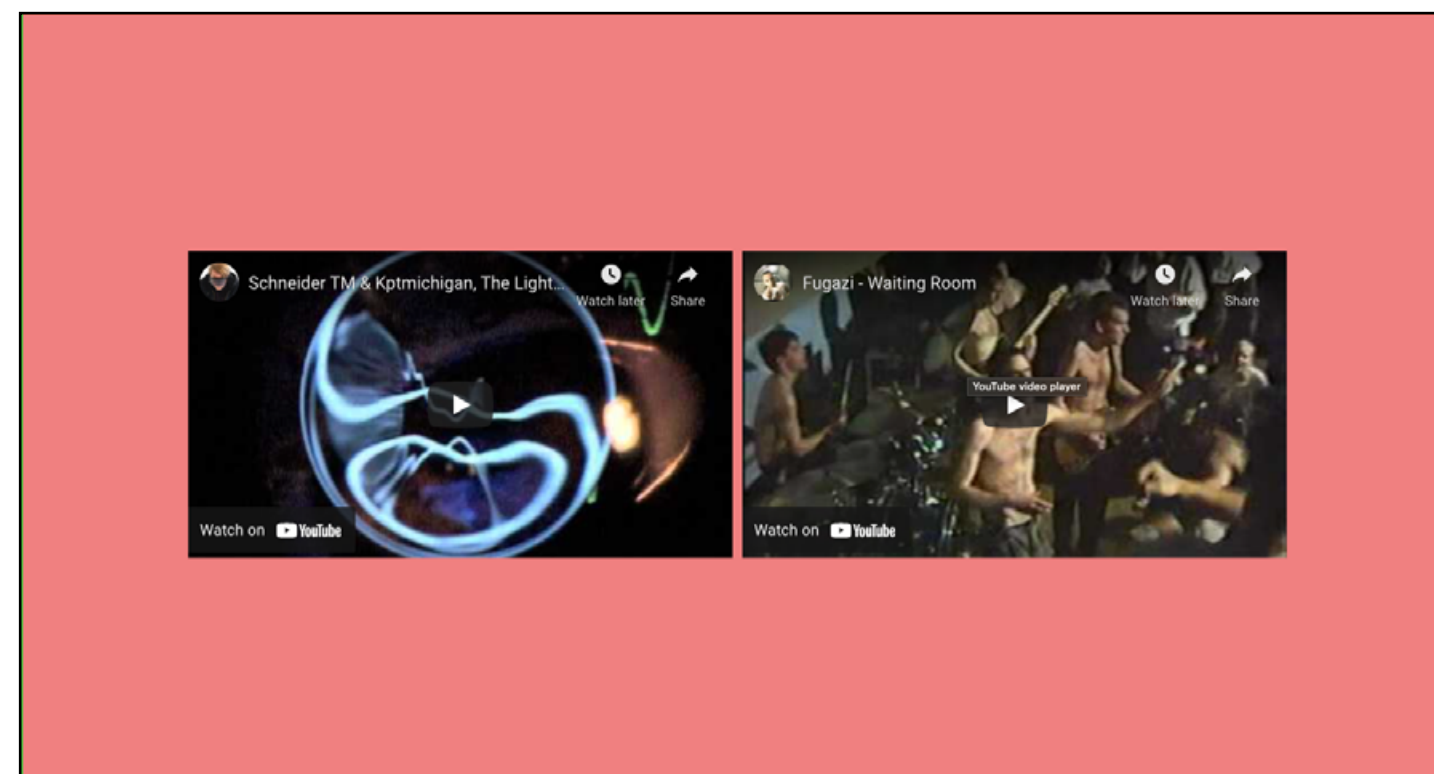 Schneider TM & Kptmichigan, The Light...
Watch later
Share
Watch on YouTube
Fugazi - Waiting Room
Watch later
Share
YouTube video player
Watch on YouTube